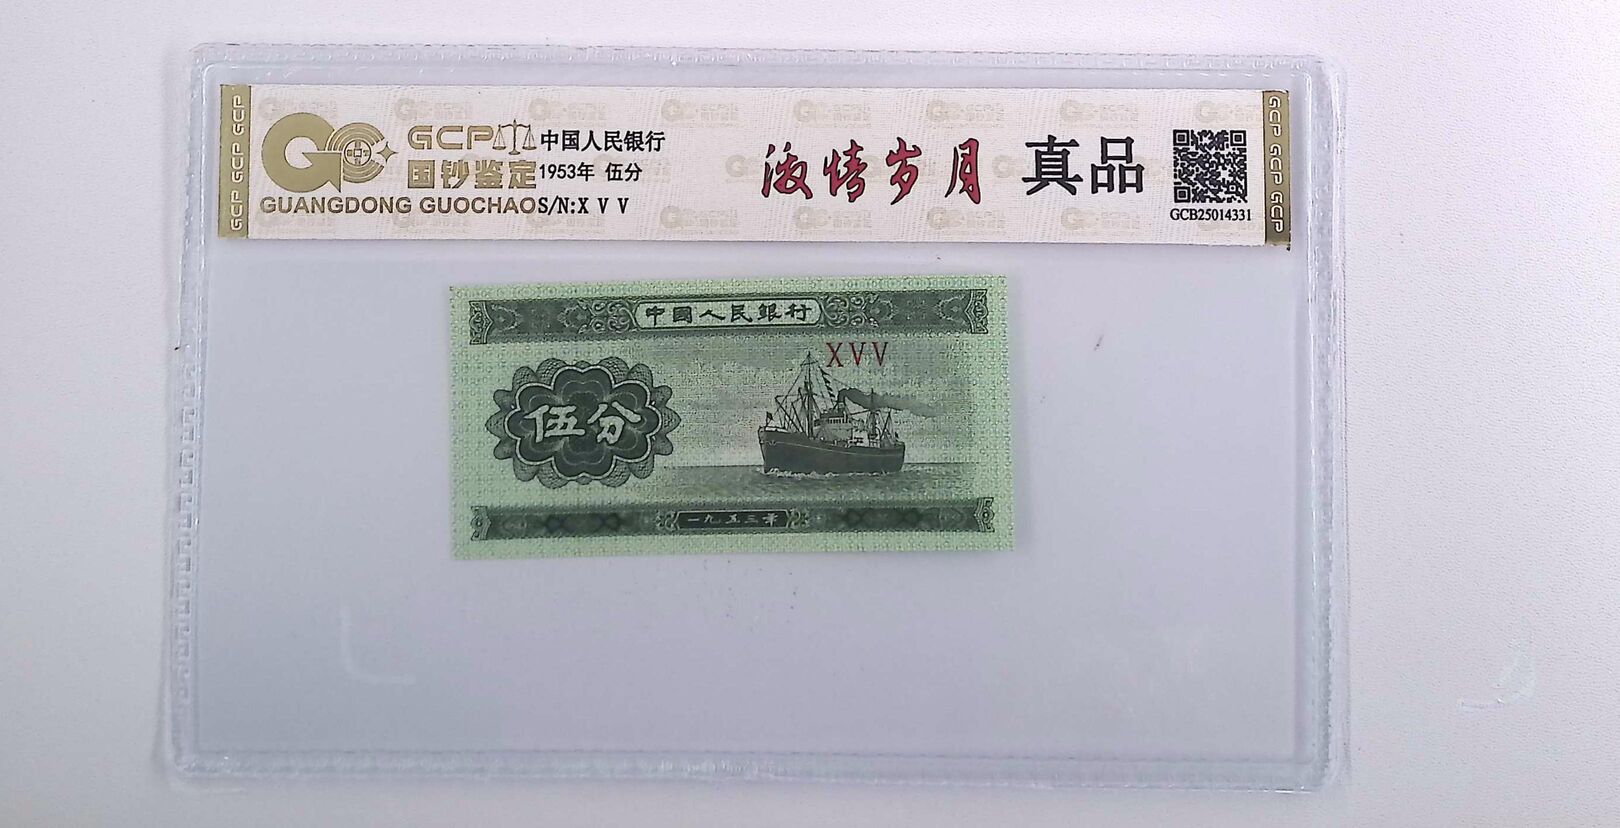 GCP GCP GCP
GCP
国钞鉴定
GUANGDONG GUOCHAO
中国人民银行
1953年 伍分
S/N:X V V
激情岁月
真品
GCB25014331
GCP GCP GCP
中国人民银行
XVV
伍分
一九五三年